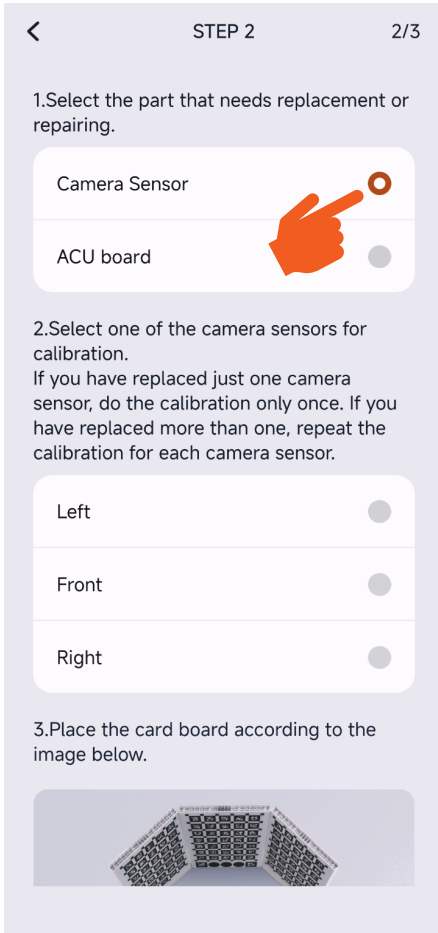 STEP 2
2/3
1.Select the part that needs replacement or
repairing.
Camera Sensor
ACU board
2.Select one of the camera sensors for
calibration.
If you have replaced just one camera
sensor, do the calibration only once. If you
have replaced more than one, repeat the
calibration for each camera sensor.
Left
Front
Right
3.Place the card board according to the
image below.